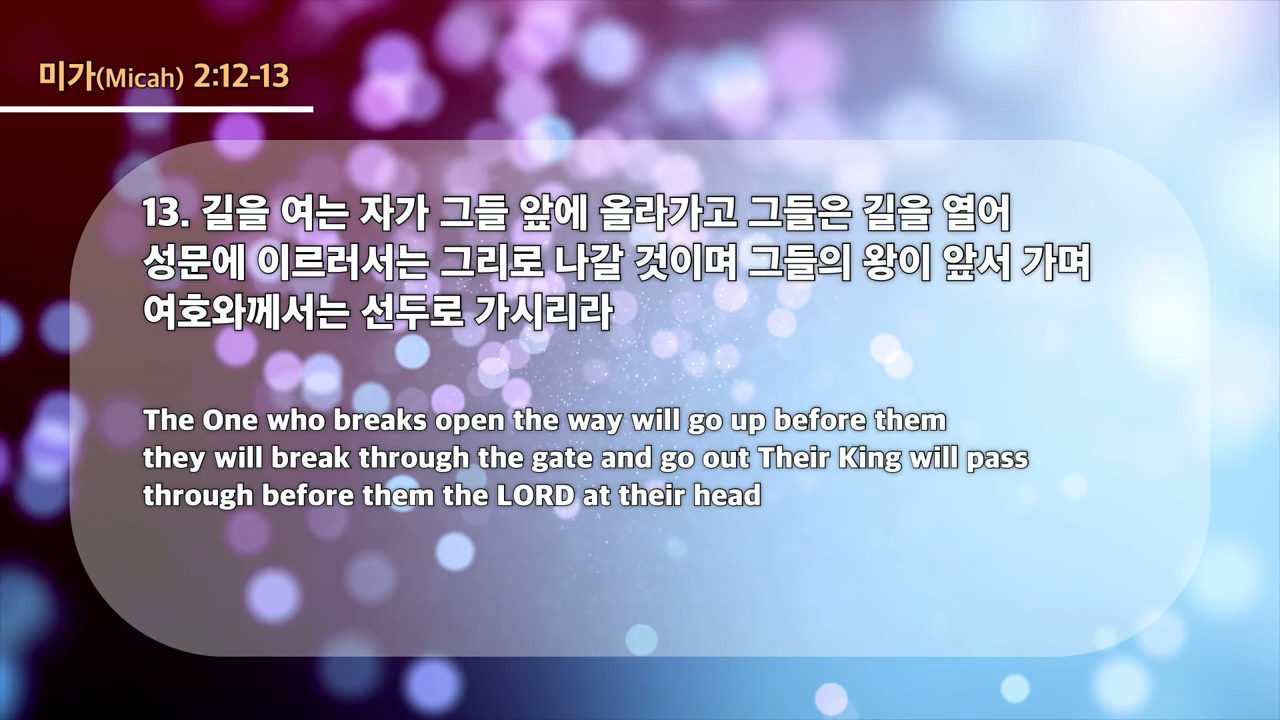 미가(Micah) 2:12-13
13. 길을 여는 자가 그들 앞에 올라가고 그들은 길을 열어
성문에 이르러서는 그리로 나갈 것이며 그들의 왕이 앞서 가며
여호와께서는 선두로 가시리라
The One who breaks open the way will go up before them
they will break through the gate and go out Their King will pass
through before them the LORD at their head